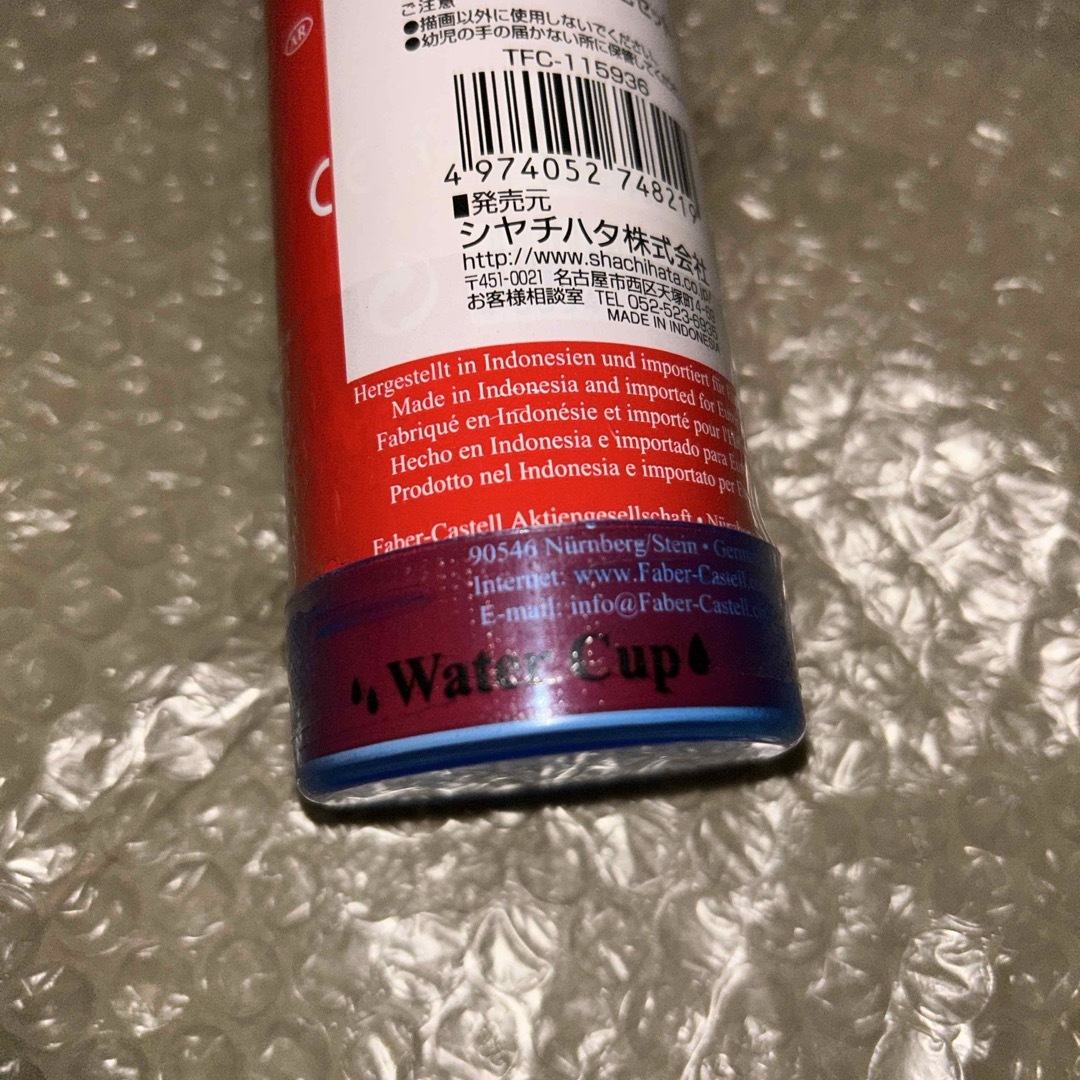 AR
ご注意
●描画以外に使用しないでください。
●幼児の手の届かない所に保管して
TFC-115936
4 974052 748219
■発売元
シヤチハタ株式会社
http://www.shachihata.co.jp/
〒451-0021 名古屋市西区天塚町4-69
お客様相談室 TEL 052-523-6935
MADE IN INDONESIA
Hergestellt in Indonesien und importiert für
Made in Indonesia and imported for
Fabriqué en Indonésie et importé pour
Hecho en Indonesia e importado para
Prodotto nel Indonesia e importato per
Faber-Castell Aktiengesellschaft •
90546 Nürnberg/Stein •
Internet: www.Faber-Castell.
E-mail: info@Faber-Castell.
Water Cup